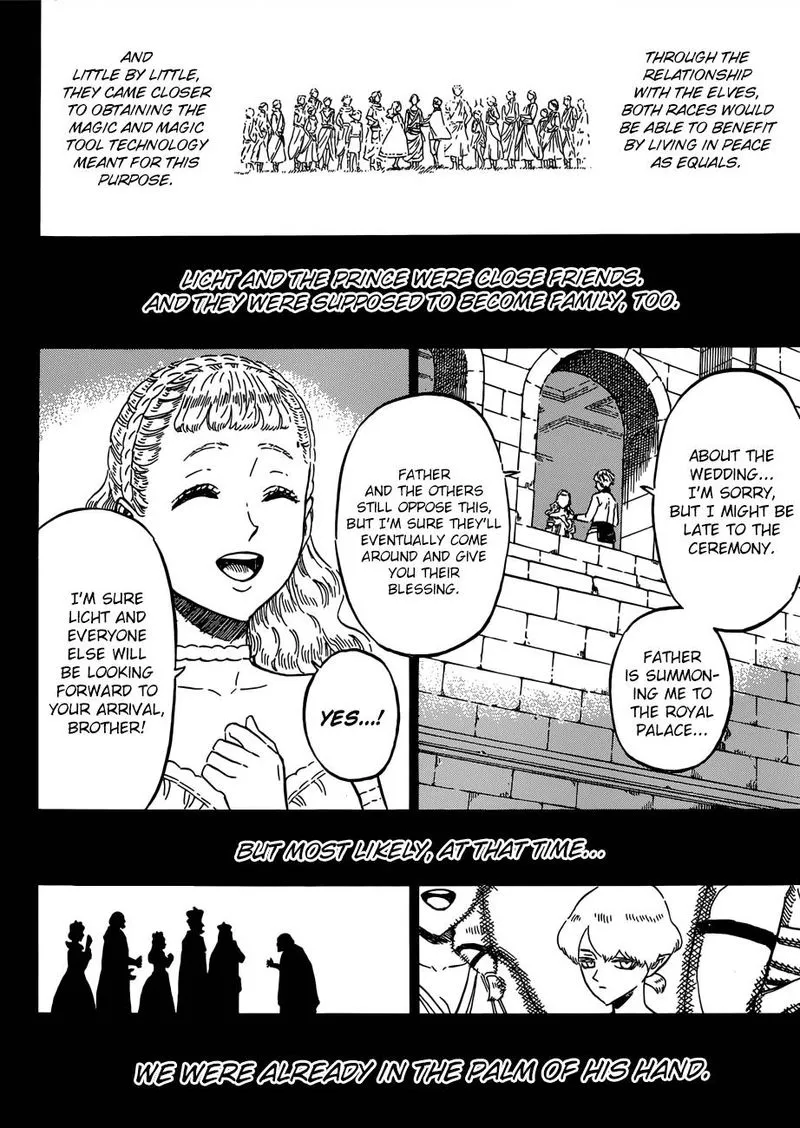 THROUGH THE
RELATIONSHIP
WITH THE ELVES,
BOTH RACES WOULD
BE ABLE TO BENEFIT
BY LIVING IN PEACE
AS EQUALS.
AND
LITTLE BY LITTLE,
THEY CAME CLOSER
TO OBTAINING THE
MAGIC AND MAGIC
TOOL TECHNOLOGY
MEANT FOR THIS
PURPOSE.
LICHT AND THE PRINCE WERE CLOSE FRIENDS.
AND THEY WERE SUPPOSED TO BECOME FAMILY, TOO.
ABOUT THE
WEDDING...
I'M SORRY,
BUT I MIGHT BE
LATE TO THE
CEREMONY.
FATHER
IS SUMMON-
ING ME TO
THE ROYAL
PALACE...
FATHER
AND THE OTHERS
STILL OPPOSE THIS,
BUT I'M SURE THEY'LL
EVENTUALLY COME
AROUND AND GIVE
YOU THEIR
BLESSING.
YES...!
I'M SURE
LICHT AND
EVERYONE
ELSE WILL
BE LOOKING
FORWARD TO
YOUR ARRIVAL,
BROTHER!
BUT MOST LIKELY, AT THAT TIME...
WE WERE ALREADY IN THE PALM OF HIS HAND.